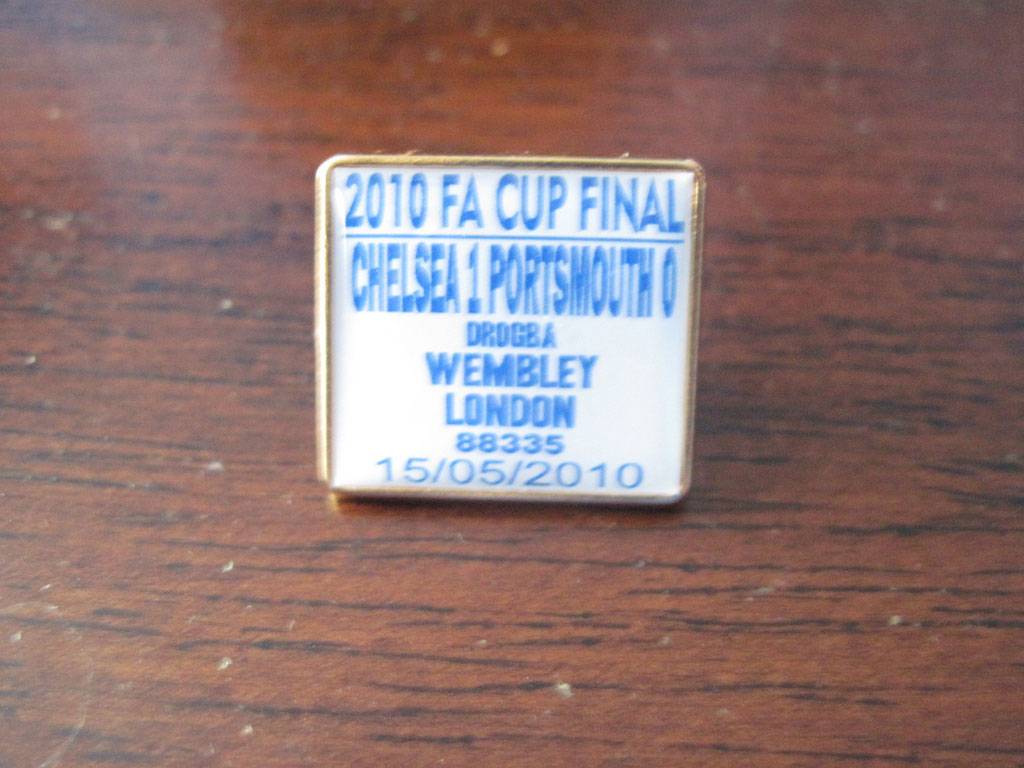 2010 FA CUP FINAL
CHELSEA 1 PORTSMOUTH 0
DROGBA
WEMBLEY
LONDON
88335
15/05/2010